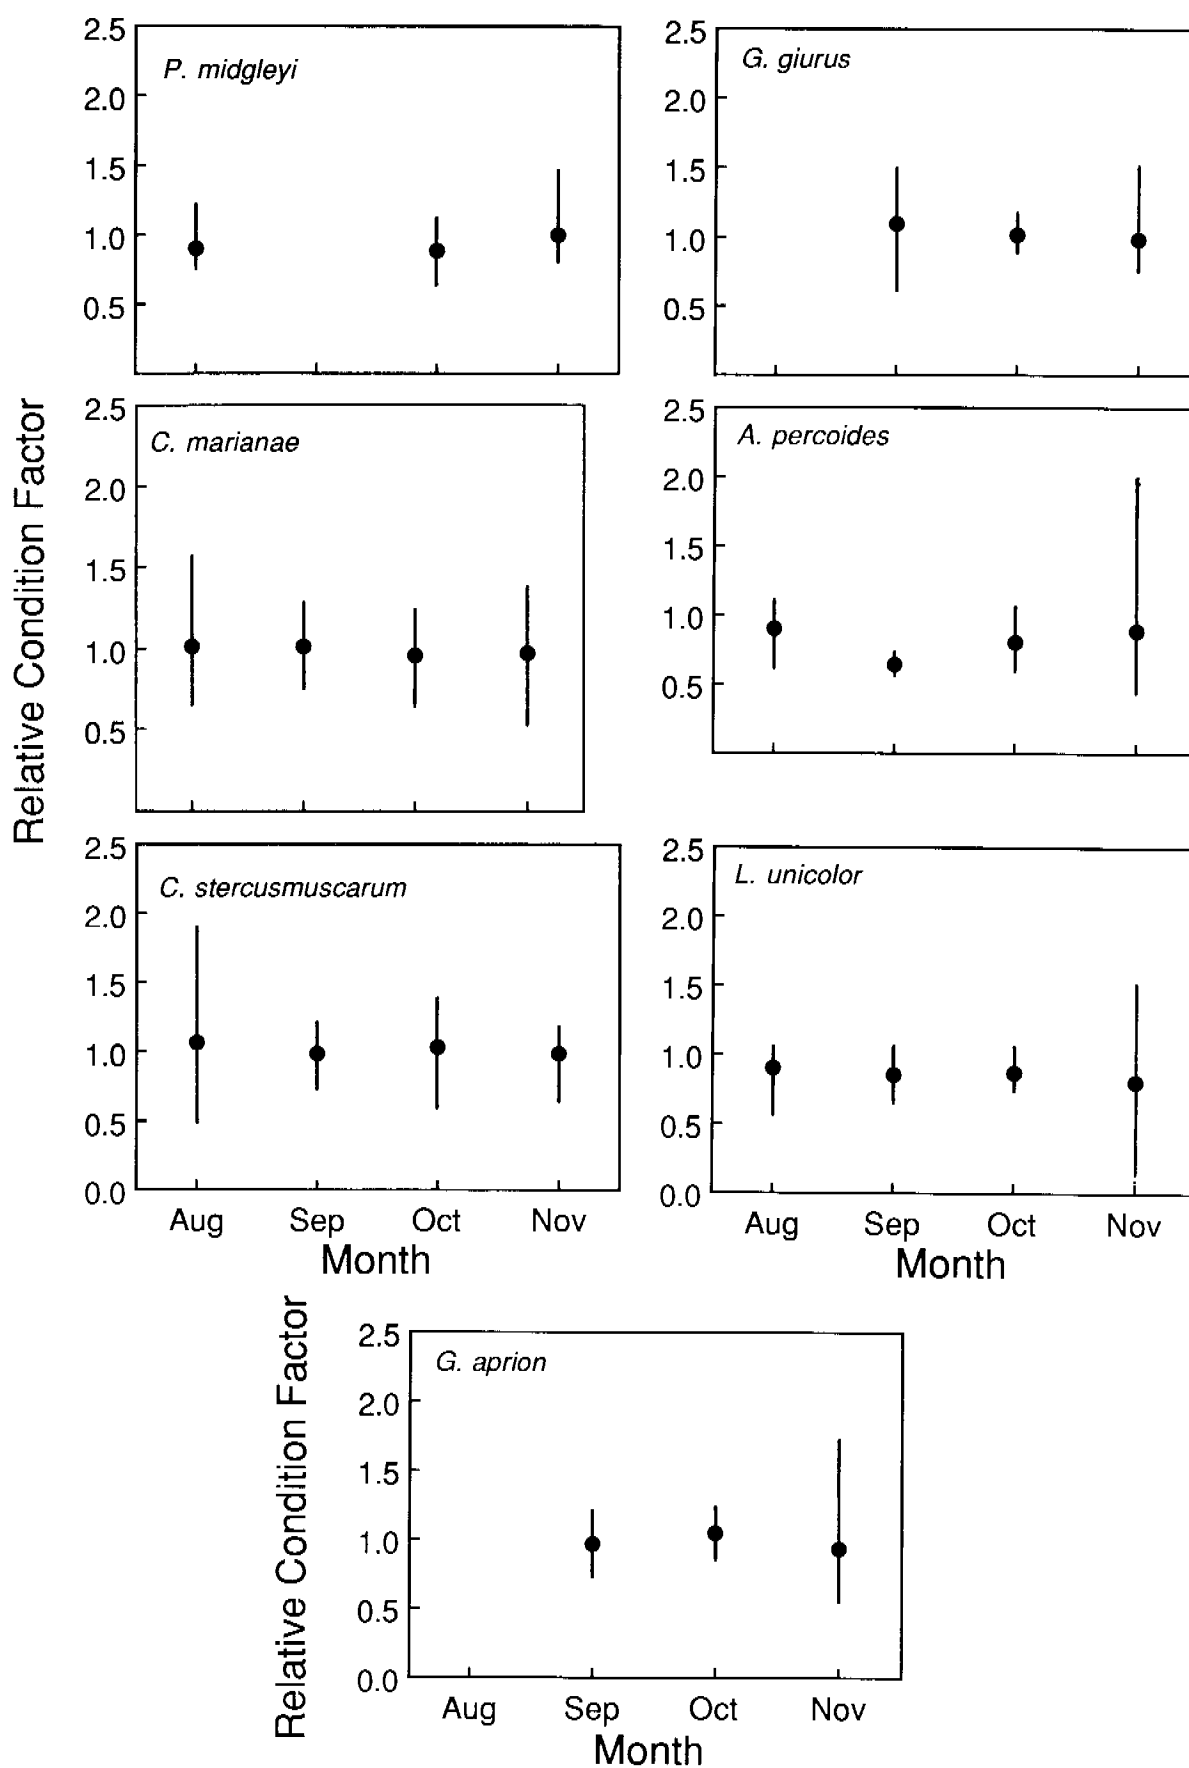 2.5
P. midgleyi
2.0
1.5
1.0
0.5
2.5
G. giurus
2.0
1.5
1.0
0.5
Relative Condition Factor
2.5
C. marianae
2.0
1.5
1.0
0.5
2.5
A. percoides
2.0
1.5
1.0
0.5
2.5
C. stercusmuscarum
2.0
1.5
1.0
0.5
0.0
Aug Sep Oct Nov
Month
2.5
L. unicolor
2.0
1.5
1.0
0.5
0.0
Aug Sep Oct Nov
Month
Relative Condition Factor
2.5
G. aprion
2.0
1.5
1.0
0.5
0.0
Aug Sep Oct Nov
Month